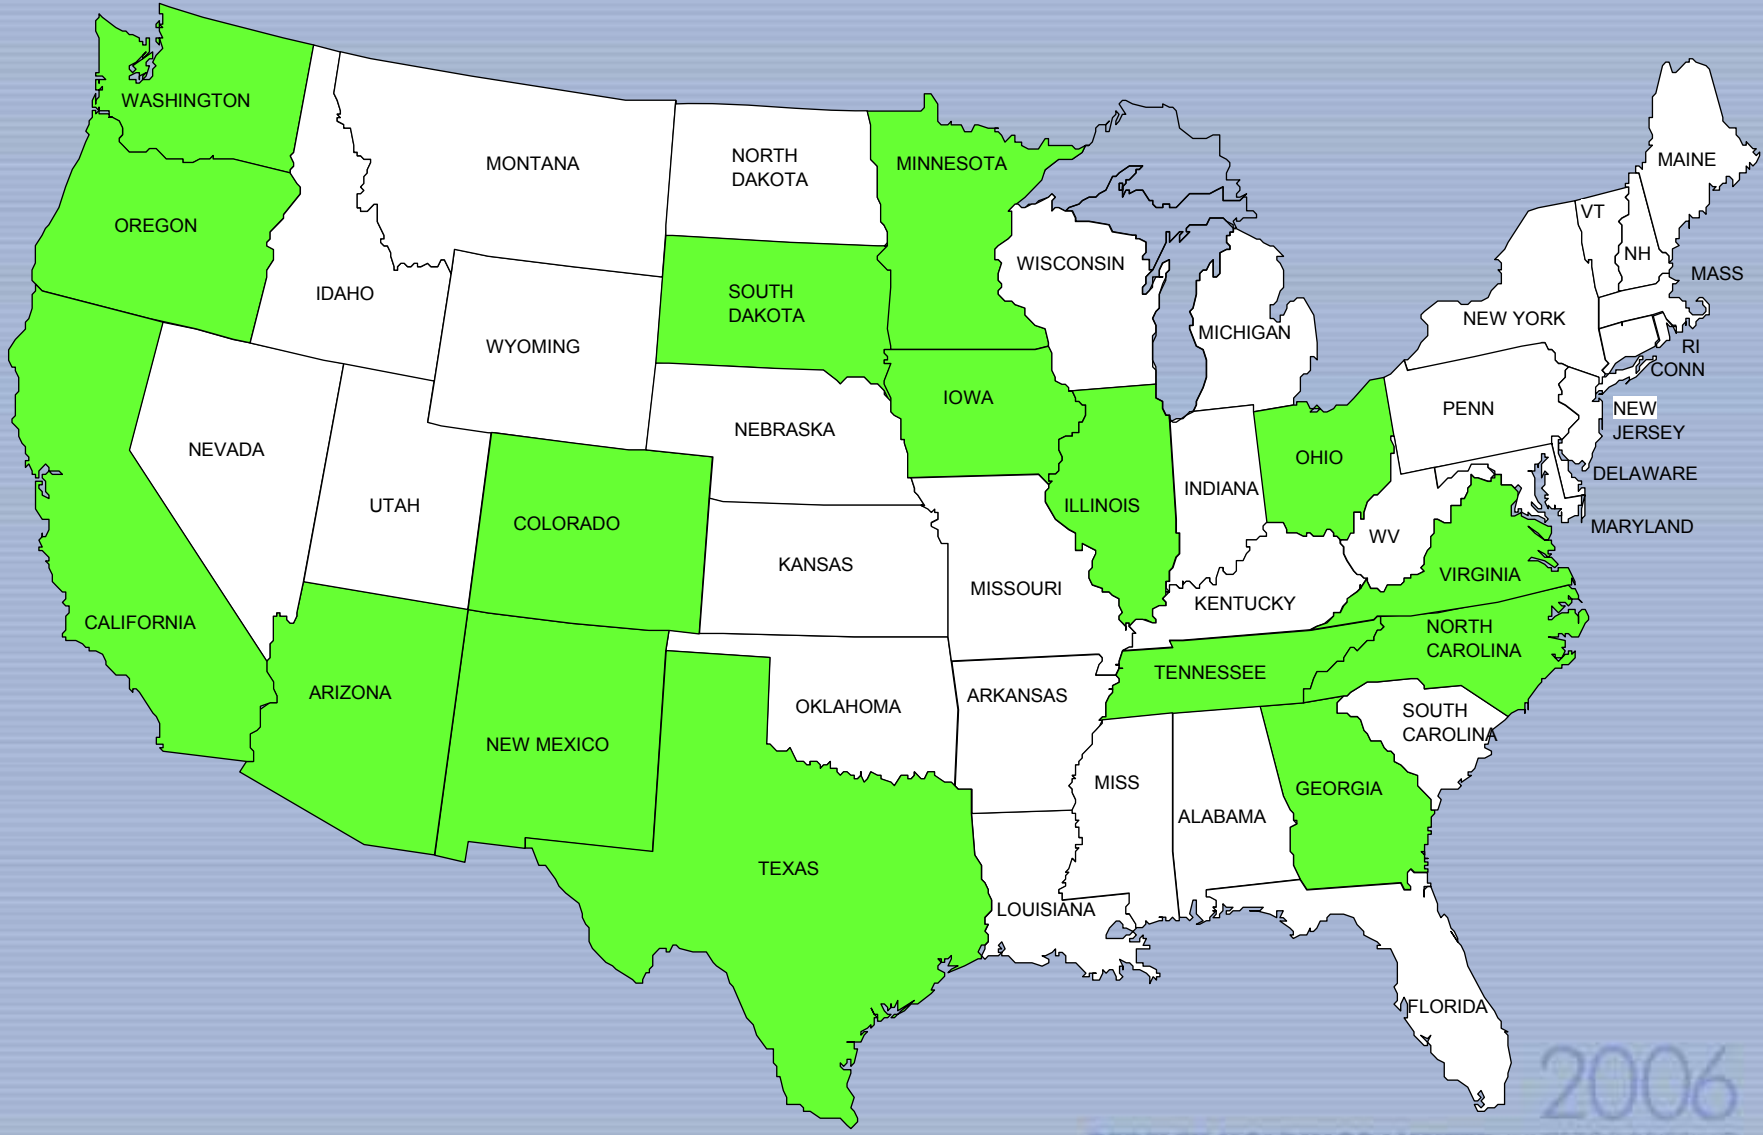 WASHINGTON
OREGON
CALIFORNIA
NEVADA
IDAHO
MONTANA
WYOMING
UTAH
COLORADO
ARIZONA
NEW MEXICO
NORTH
DAKOTA
SOUTH
DAKOTA
NEBRASKA
KANSAS
OKLAHOMA
TEXAS
MINNESOTA
IOWA
MISSOURI
ARKANSAS
LOUISIANA
WISCONSIN
ILLINOIS
MICHIGAN
INDIANA
OHIO
KENTUCKY
TENNESSEE
MISS
ALABAMA
GEORGIA
FLORIDA
SOUTH
CAROLINA
NORTH
CAROLINA
VIRGINIA
WV
PENN
NEW YORK
VT
NH
MAINE
MASS
RI
CONN
NEW
JERSEY
DELAWARE
MARYLAND
2006